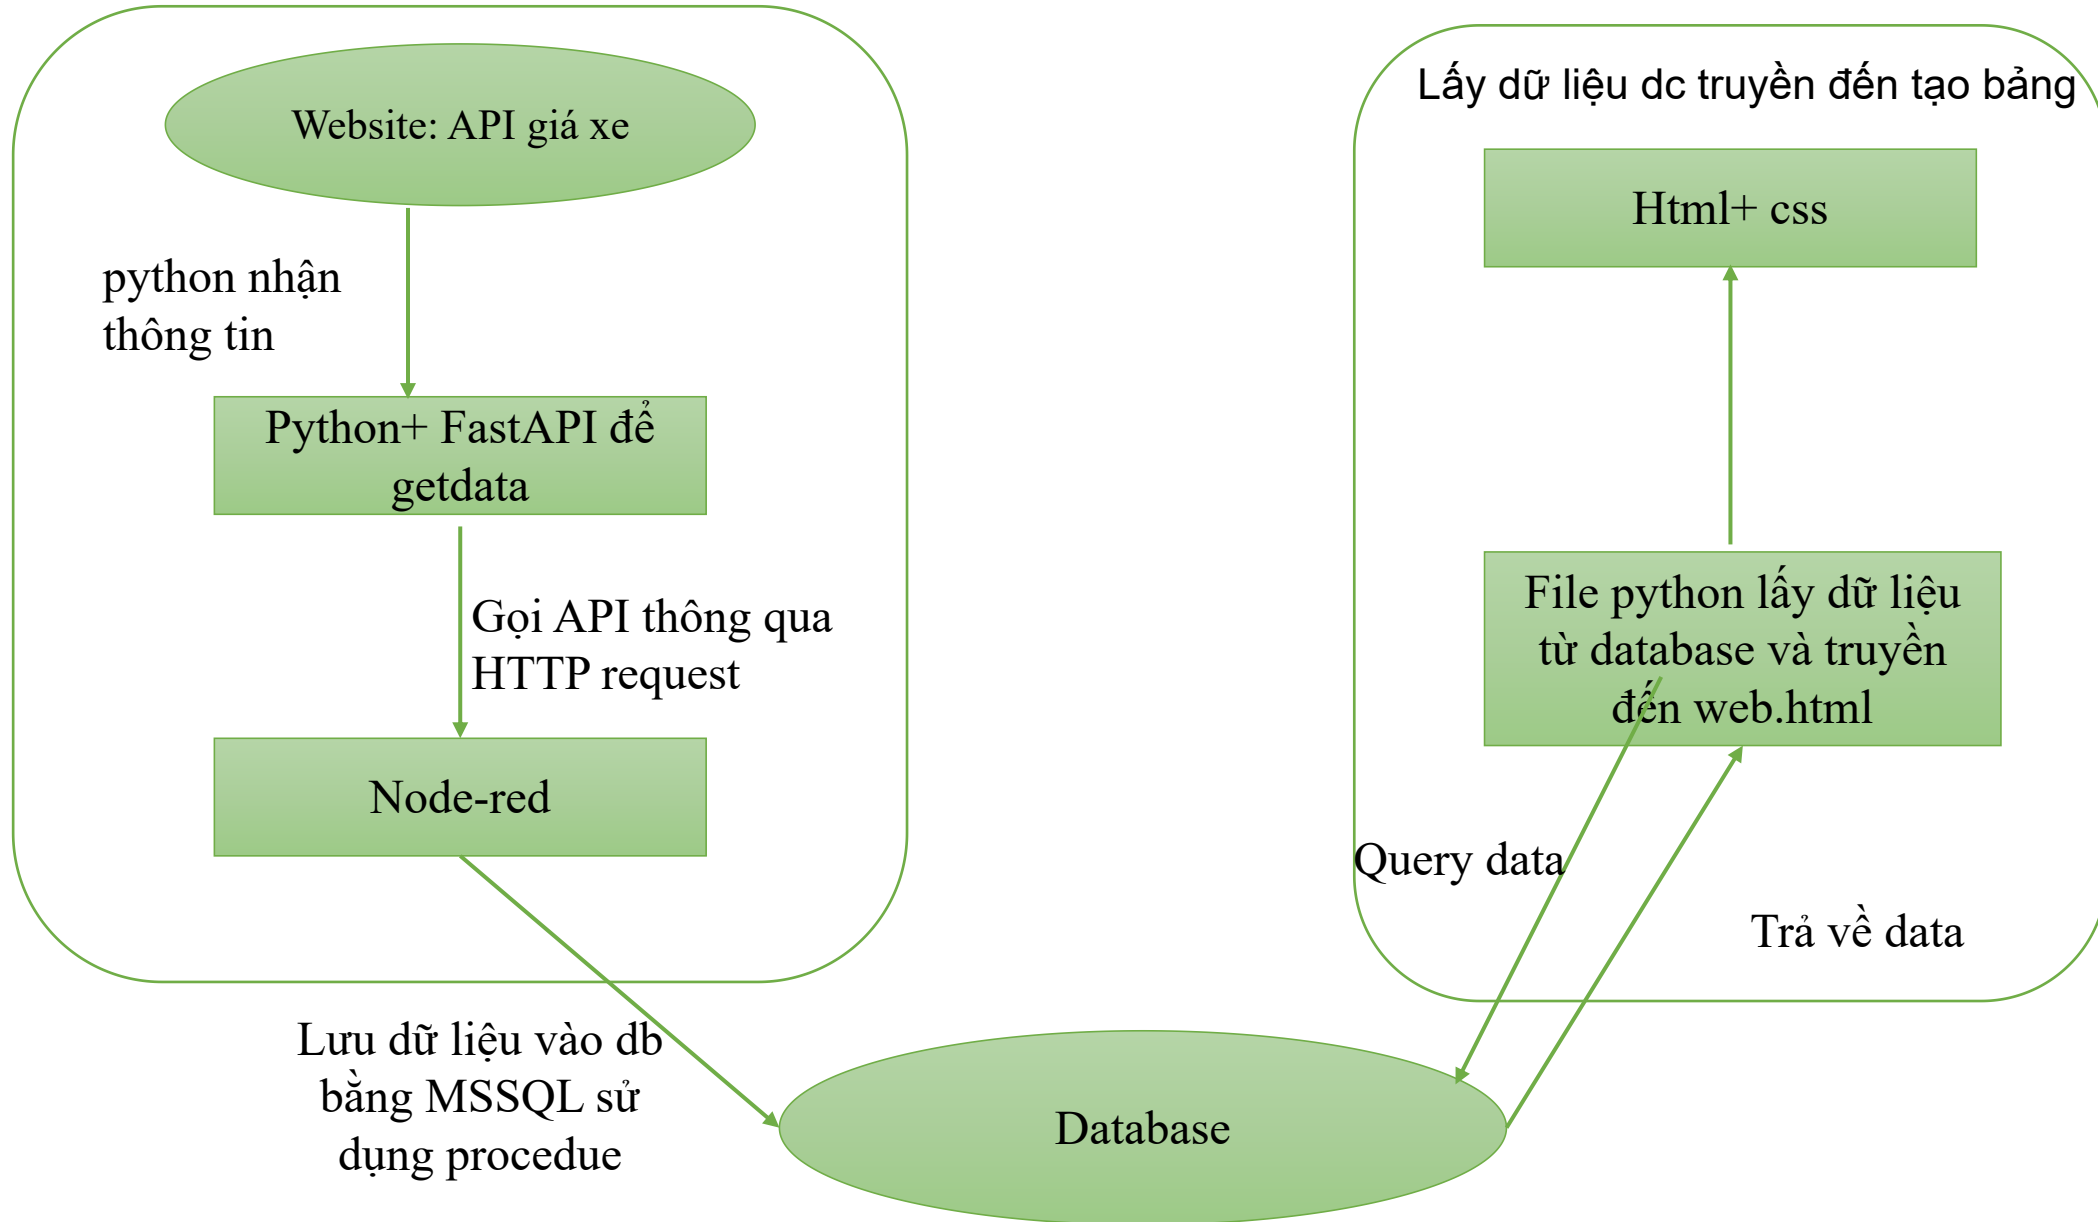 Website: API giá xe
python nhận
thông tin
Python+ FastAPI để
getdata
Gọi API thông qua
HTTP request
Node-red
Lưu dữ liệu vào db
bằng MSSQL sử
dụng procedue
Database
Lấy dữ liệu dc truyền đến tạo bảng
Html+ css
File python lấy dữ liệu
từ database và truyền
đến web.html
Query data
Trả về data